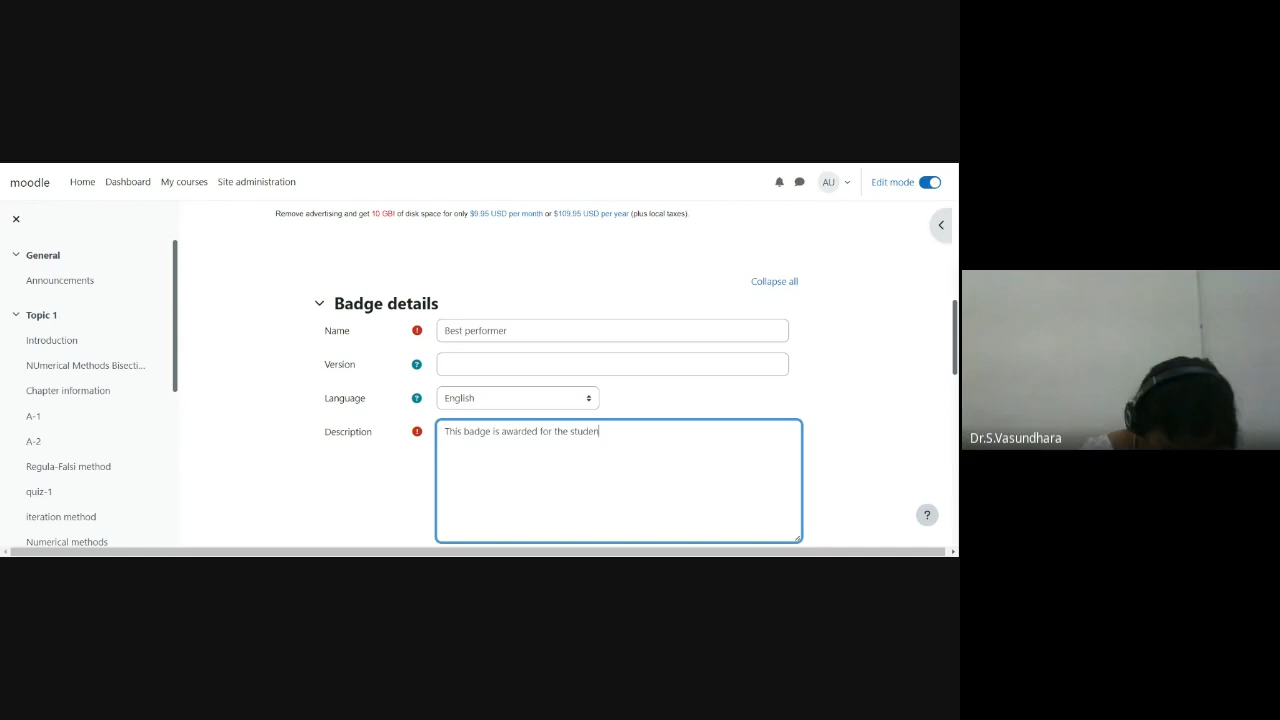 moodle Home Dashboard My courses Site administration AU Edit mode
Remove advertising and get 10 GB! of disk space for only $9.95 USD per month or $109.95 USD per year (plus local taxes).
General
Announcements
Topic 1
Introduction
NUmerical Methods Bisecti...
Chapter information
A-1
A-2
Regula-Falsi method
quiz-1
iteration method
Numerical methods
Collapse all
Badge details
Name
Best performer
Version
Language
English
Description
This badge is awarded for the studen
?
Dr.S.Vasundhara